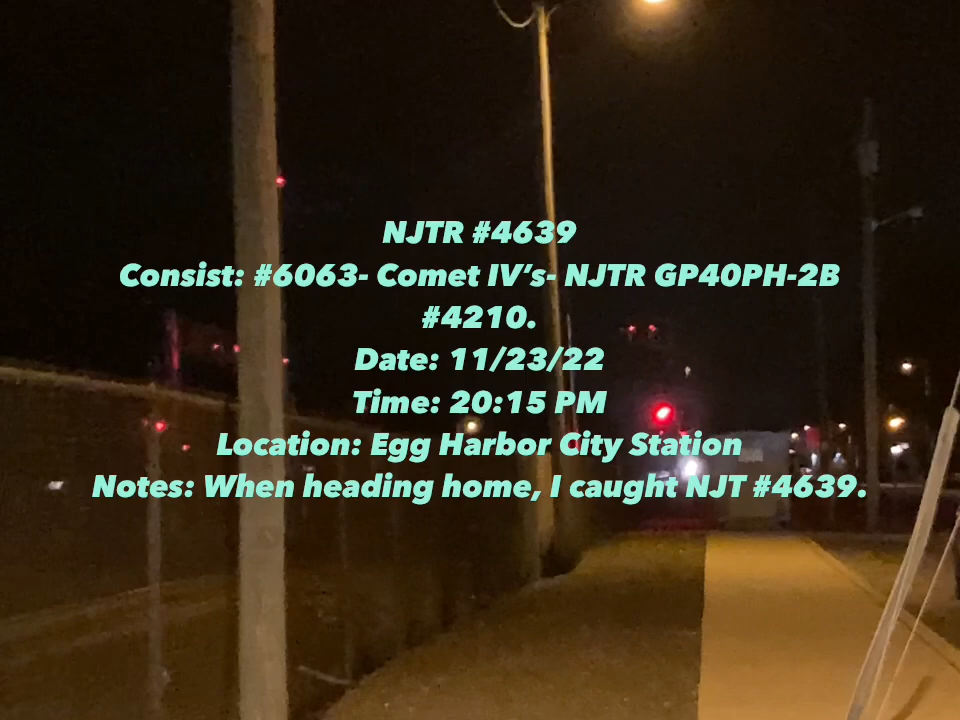 NJTR #4639
Consist: #6063- Comet IV’s- NJTR GP40PH-2B
#4210.
Date: 11/23/22
Time: 20:15 PM
Location: Egg Harbor City Station
Notes: When heading home, I caught NJT #4639.